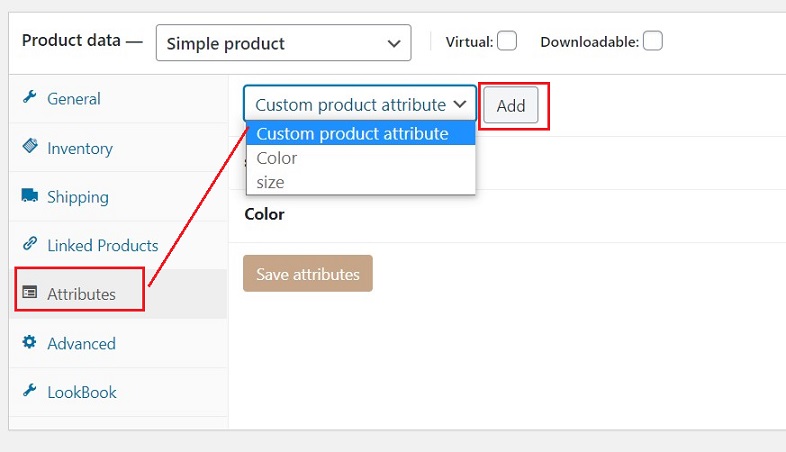 Product data — Simple product Virtual: Downloadable:
General
Inventory
Shipping
Linked Products
Attributes
Advanced
LookBook
Custom product attribute Add
Custom product attribute
Color
size
Color
Save attributes